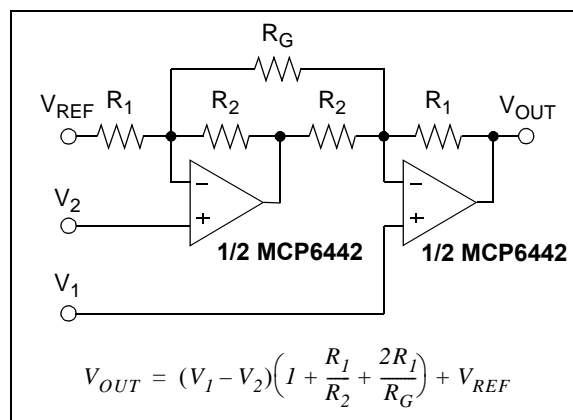 R_G
V_REF R_1 R_2 R_2 R_1 V_OUT
−
+
−
+
V_2
1/2 MCP6442 1/2 MCP6442
V_1
V_OUT = (V_1 – V_2)(1 + R_1/R_2 + 2R_1/R_G) + V_REF